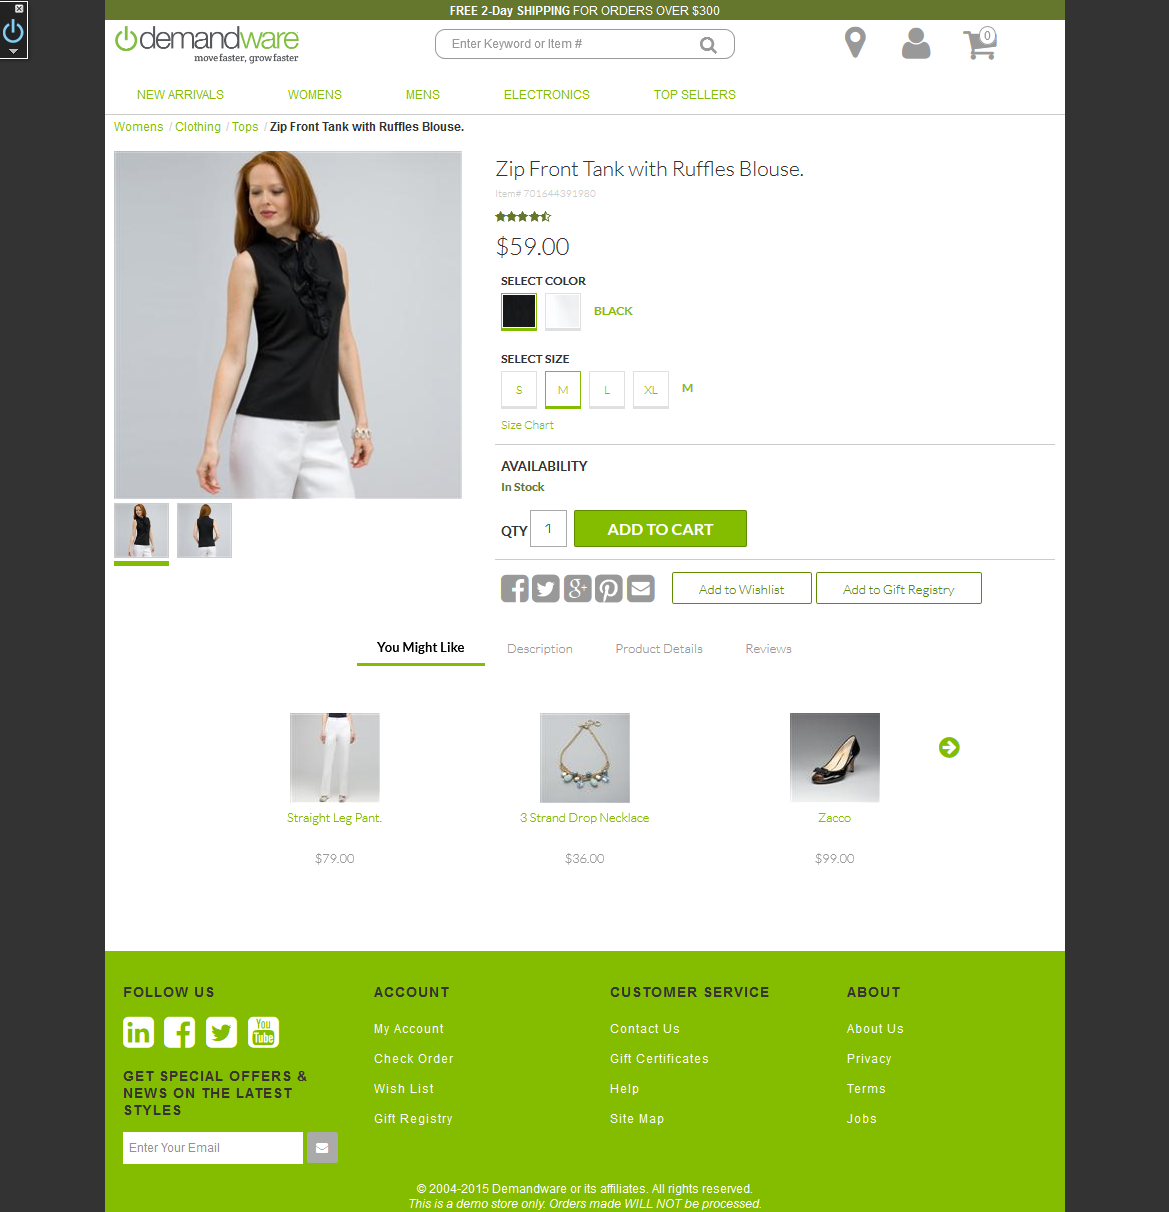 FREE 2-Day SHIPPING FOR ORDERS OVER $300
demandware
move faster, grow faster
Enter Keyword or Item #
0
NEW ARRIVALS WOMENS MENS ELECTRONICS TOP SELLERS
Womens / Clothing / Tops / Zip Front Tank with Ruffles Blouse.
Zip Front Tank with Ruffles Blouse.
Item# 701644391980
$59.00
SELECT COLOR
BLACK
SELECT SIZE
S M L XL M
Size Chart
AVAILABILITY
In Stock
QTY 1 ADD TO CART
Add to Wishlist Add to Gift Registry
You Might Like Description Product Details Reviews
Straight Leg Pant. 3 Strand Drop Necklace Zacco
$79.00 $36.00 $99.00
FOLLOW US
You Tube
GET SPECIAL OFFERS &
NEWS ON THE LATEST
STYLES
Enter Your Email
ACCOUNT
My Account
Check Order
Wish List
Gift Registry
CUSTOMER SERVICE
Contact Us
Gift Certificates
Help
Site Map
ABOUT
About Us
Privacy
Terms
Jobs
© 2004-2015 Demandware or its affiliates. All rights reserved.
This is a demo store only. Orders made WILL NOT be processed.